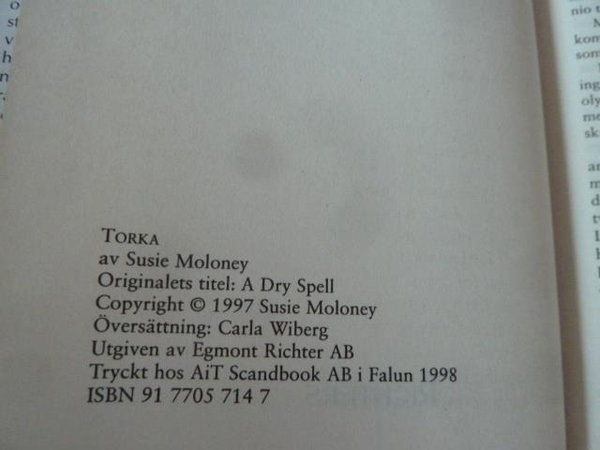 TORKA
av Susie Moloney
Originalets titel: A Dry Spell
Copyright © 1997 Susie Moloney
Översättning: Carla Wiberg
Utgiven av Egmont Richter AB
Tryckt hos AiT Scandbook AB i Falun 1998
ISBN 91 7705 714 7